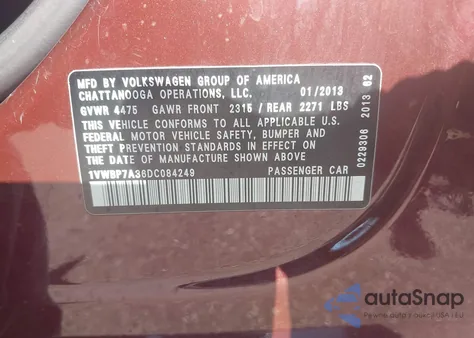 MFD BY VOLKSWAGEN GROUP OF AMERICA
CHATTANOOGA OPERATIONS, LLC. 01/2013
GVWR 4475 GAWR FRONT 2315 / REAR 2271 LBS
THIS VEHICLE CONFORMS TO ALL APPLICABLE
FEDERAL MOTOR VEHICLE SAFETY, BUMPER AND
THEFT PREVENTION STANDARDS IN EFFECT ON
THE DATE OF MANUFACTURE SHOWN ABOVE.
1VWBP7A36DC084249 PASSENGER CAR
0229306 2013 02
autoSnap